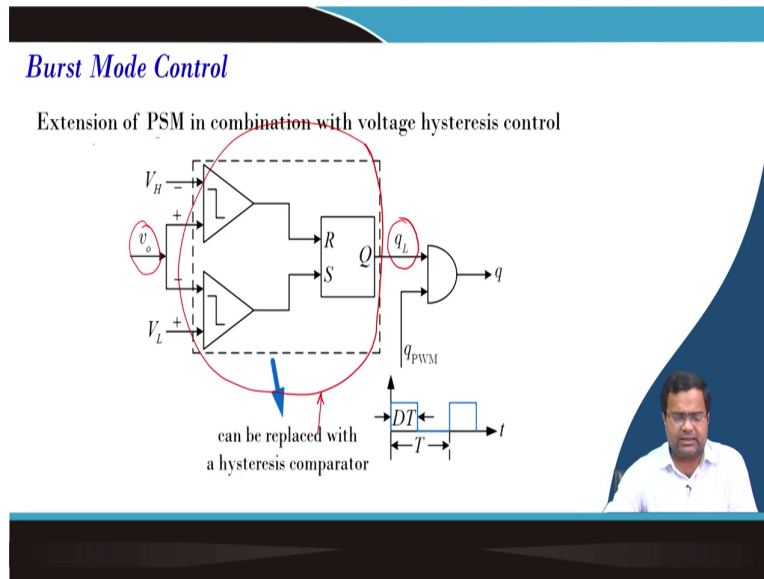 Burst Mode Control
Extension of PSM in combination with voltage hysteresis control
V_H −
+
v_o
−
V_L +
R
S
Q
q_L
q
q_PWM
DT
T
t
can be replaced with
a hysteresis comparator